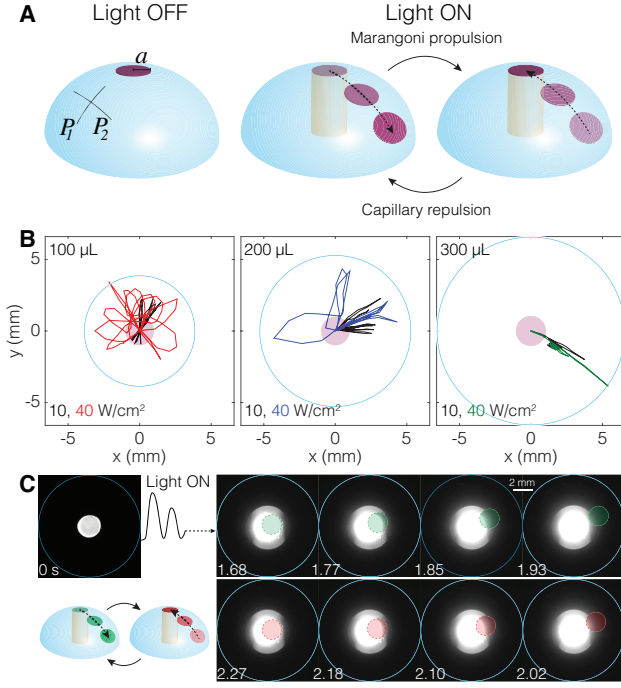 A
Light OFF
Light ON
a
P₁ P₂
Marangoni propulsion
Capillary repulsion
B
100 µL
200 µL
300 µL
5
0
-5
y (mm)
10, 40 W/cm²
10, 40 W/cm²
10, 40 W/cm²
-5 0 5
-5 0 5
-5 0 5
x (mm)
x (mm)
x (mm)
C
Light ON
0 s
2 mm
1.68 1.77 1.85 1.93
2.27 2.18 2.10 2.02